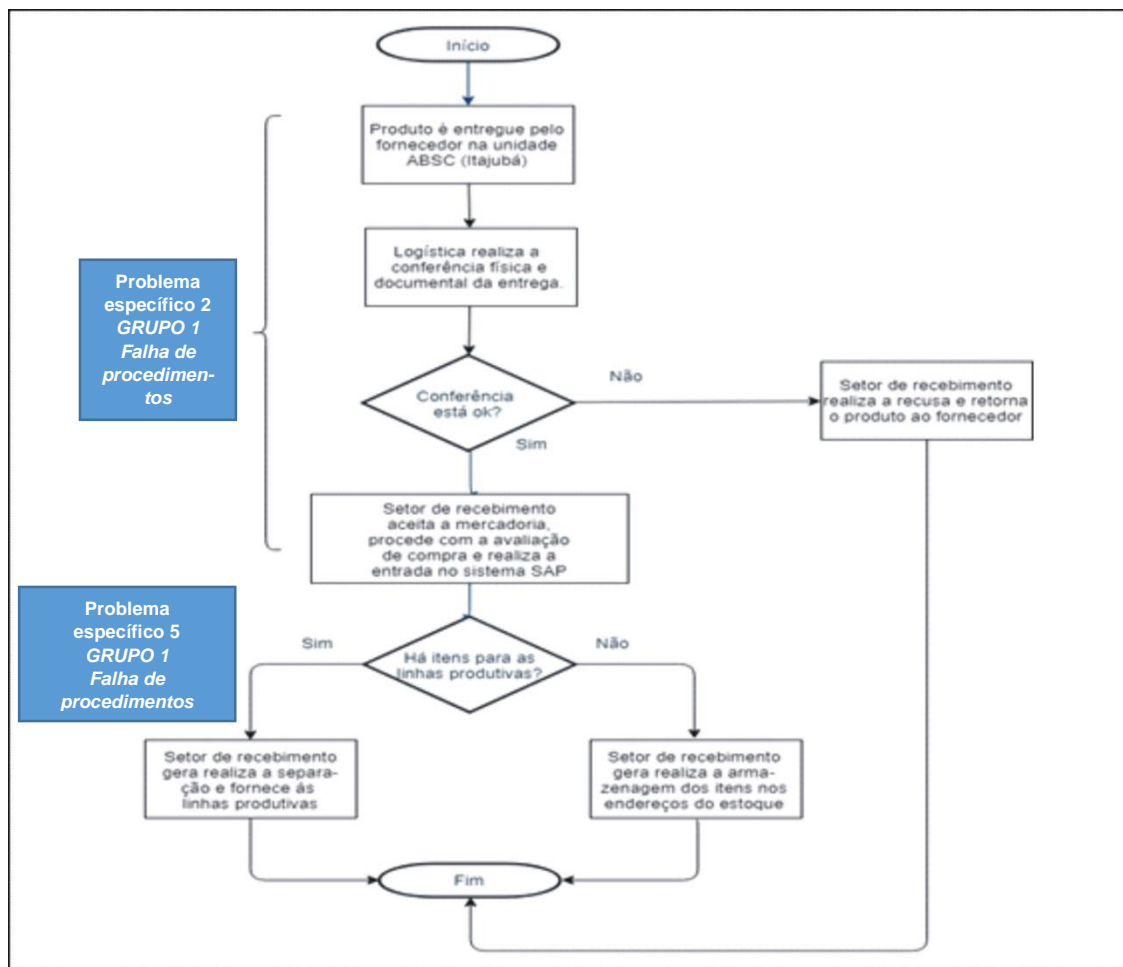 Início
Produto é entregue pelo
fornecedor na unidade
ABSC (Itajubá)
Logística realiza a
conferência física e
documental da entrega.
Problema
específico 2
GRUPO 1
Falha de
procedimen-
tos
Conferência
está ok?
Não
Setor de recebimento
realiza a recusa e retorna
o produto ao fornecedor
Sim
Setor de recebimento
aceita a mercadoria,
procede com a avaliação
de compra e realiza a
entrada no sistema SAP
Problema
específico 5
GRUPO 1
Falha de
procedimentos
Sim
Há itens para as
linhas produtivas?
Não
Setor de recebimento
gera realiza a separa-
ção e fornece ás
linhas produtivas
Setor de recebimento
gera realiza a arma-
zenagem dos itens nos
endereços do estoque
Fim